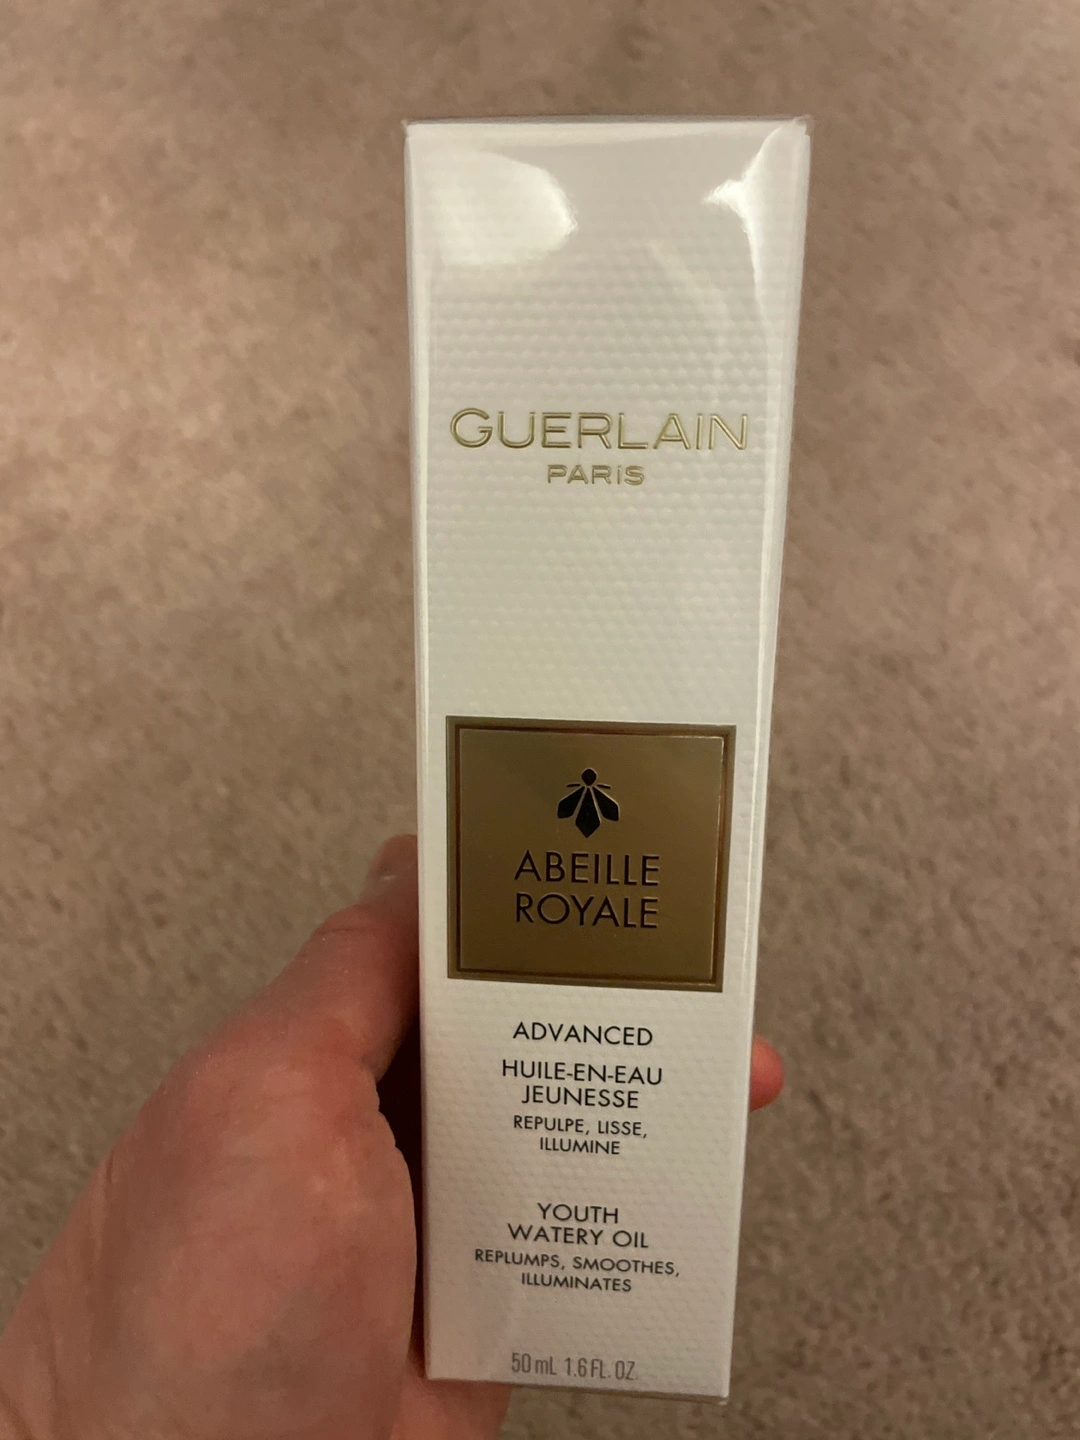 GUERLAIN
PARIS
ABEILLE
ROYALE
ADVANCED
HUILE-EN-EAU
JEUNESSE
REPULPE, LISSE,
ILLUMINE
YOUTH
WATERY OIL
REPLUMPS, SMOOTHES,
ILLUMINATES
50 mL 1.6 FL. OZ.